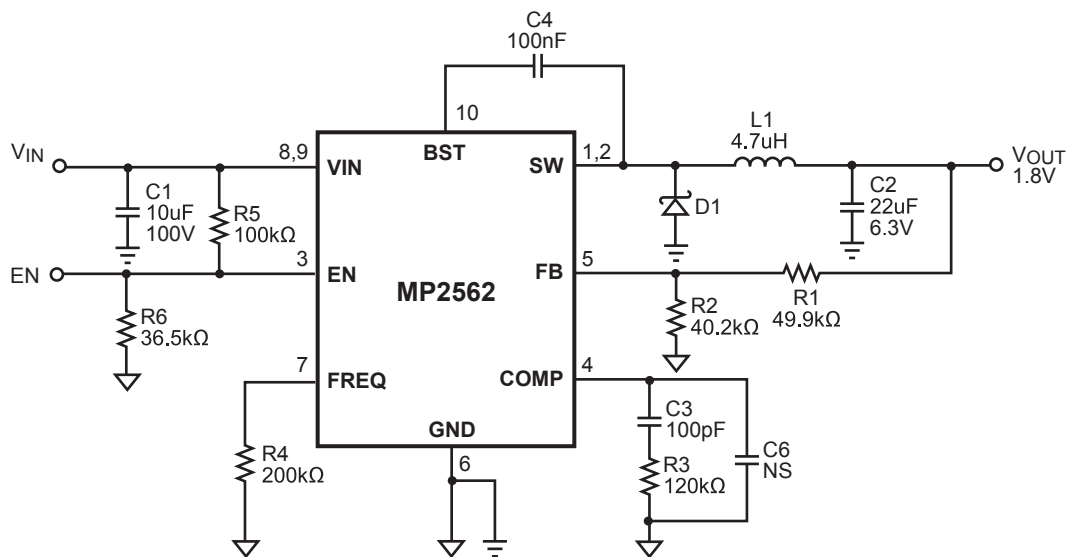 C4
100nF
10
L1
4.7uH
VIN
8,9
VIN
BST
SW
1,2
VOUT
1.8V
C1
10uF
100V
R5
100kΩ
D1
C2
22uF
6.3V
EN
3
EN
MP2562
FB
5
R6
36.5kΩ
R2
40.2kΩ
R1
49.9kΩ
7
FREQ
COMP
4
GND
C3
100pF
R4
200kΩ
6
R3
120kΩ
C6
NS